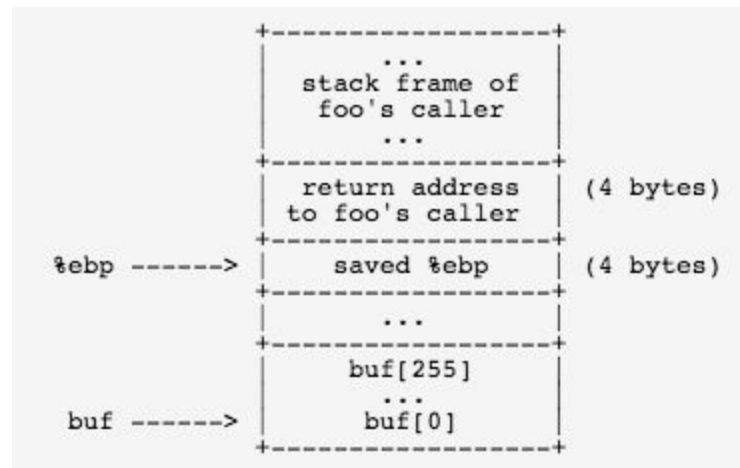 +------------------+
...
stack frame of
foo's caller
...
+------------------+
return address (4 bytes)
to foo's caller
+------------------+
%ebp ------> | saved %ebp | (4 bytes)
+------------------+
| ... |
+------------------+
buf[255]
...
buf ------> | buf[0] |
+------------------+